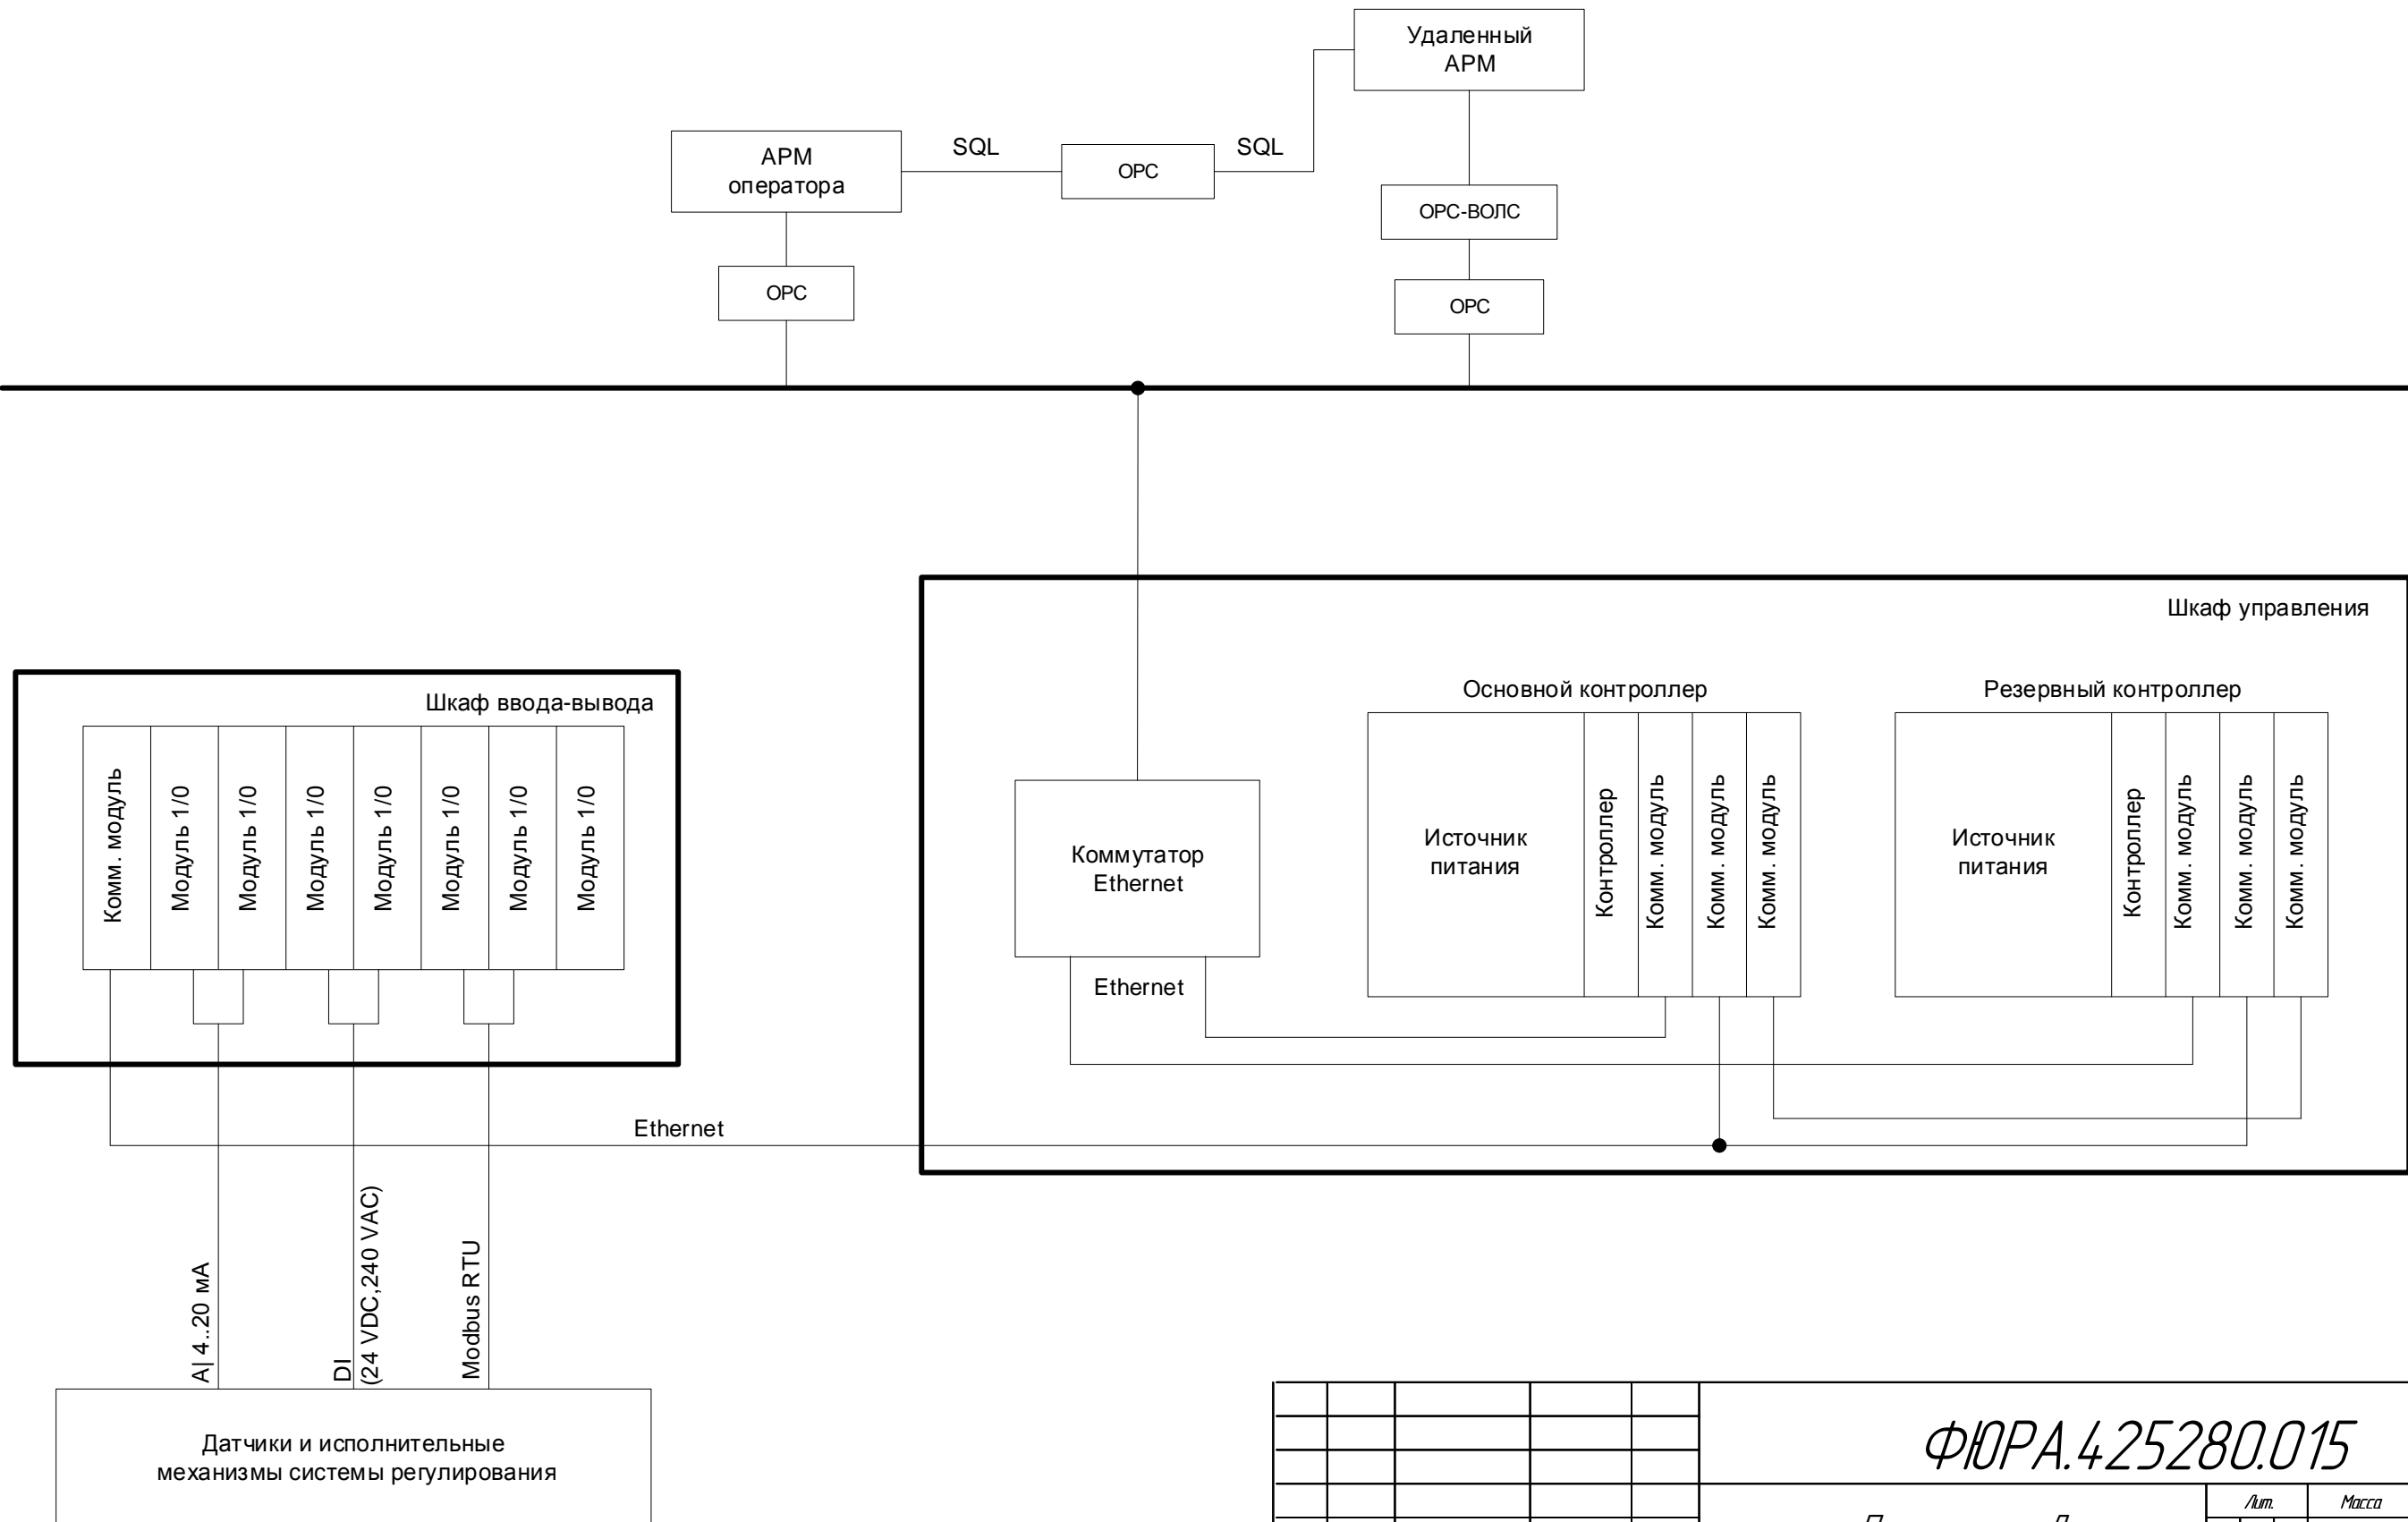 Удаленный
АРМ
АРМ
оператора
SQL
OPC
SQL
ОРС-ВОЛС
OPC
OPC
Шкаф управления
Шкаф ввода-вывода
Основной контроллер
Резервный контроллер
Комм. модуль
Модуль 1/0
Модуль 1/0
Модуль 1/0
Модуль 1/0
Модуль 1/0
Модуль 1/0
Модуль 1/0
Коммутатор
Ethernet
Источник
питания
Контроллер
Комм. модуль
Комм. модуль
Комм. модуль
Источник
питания
Контроллер
Комм. модуль
Комм. модуль
Комм. модуль
Ethernet
Ethernet
A| 4..20 мА
DI
(24 VDC,240 VAC)
Modbus RTU
Датчики и исполнительные
механизмы системы регулирования
ФЮРА.425280.015
Лит.
Масса